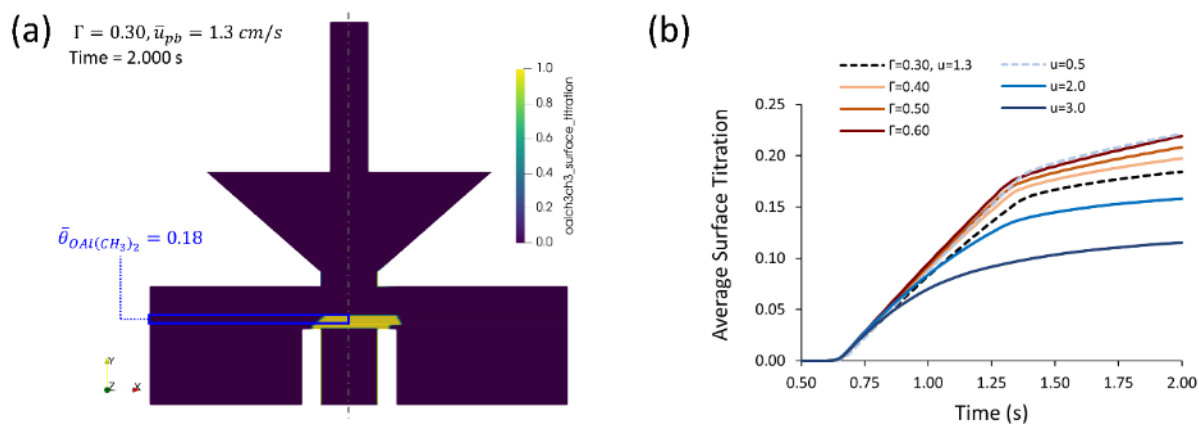 (a)
Γ = 0.30, ū_pb = 1.3 cm/s
Time = 2.000 s
1.0
0.8
0.6
0.4
0.2
0.0
oalch3ch3_surface_titration
θ̄_OAl(CH₃)₂ = 0.18
Y
Z
X
(b)
Γ=0.30, u=1.3
u=0.5
Γ=0.40
u=2.0
Γ=0.50
u=3.0
Γ=0.60
0.25
0.20
0.15
0.10
0.05
0.00
Average Surface Titration
0.50 0.75 1.00 1.25 1.50 1.75 2.00
Time (s)